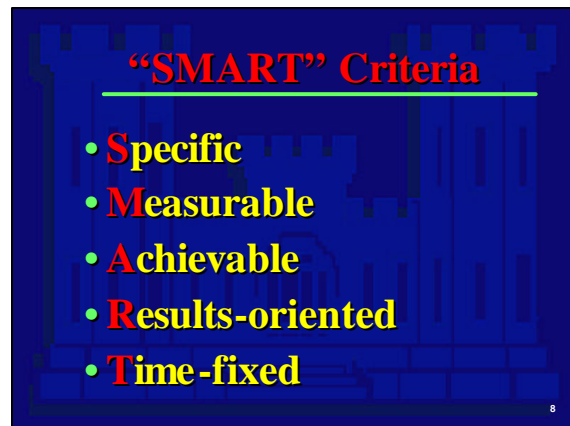 “SMART” Criteria
• Specific
• Measurable
• Achievable
• Results-oriented
• Time-fixed
8